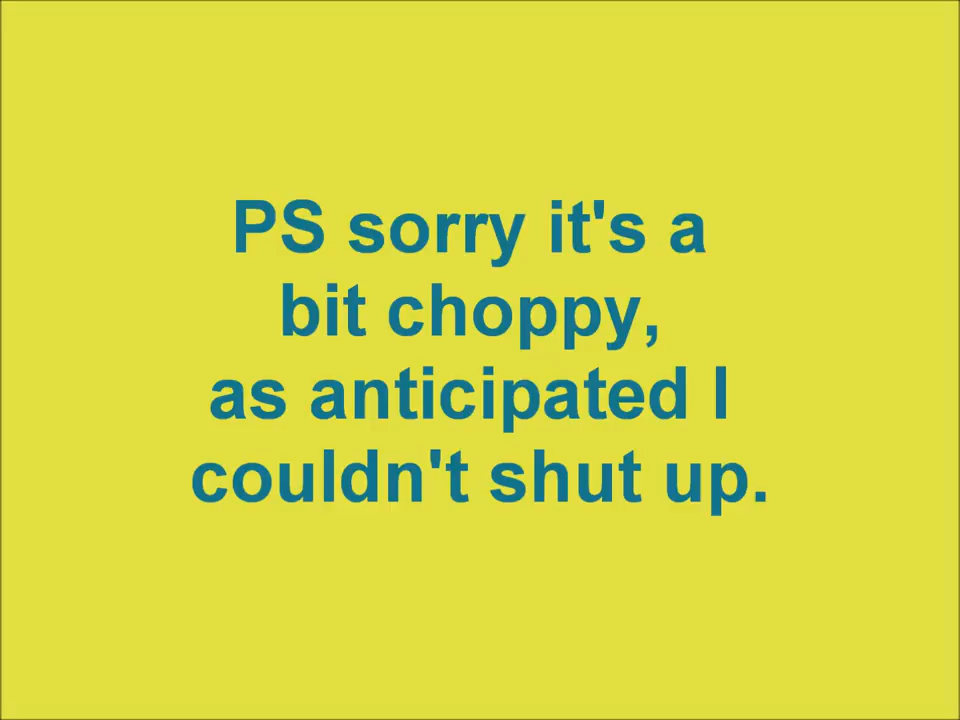 PS sorry it's a
bit choppy,
as anticipated I
couldn't shut up.